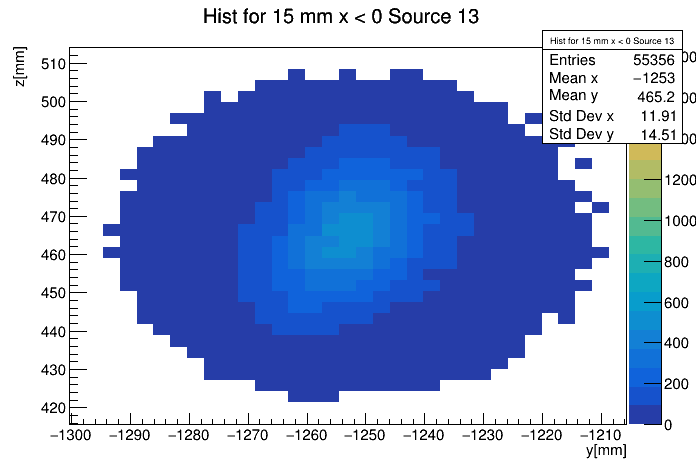 Hist for 15 mm x < 0 Source 13
Hist for 15 mm x < 0 Source 13
Entries 55356
Mean x −1253
Mean y 465.2
Std Dev x 11.91
Std Dev y 14.51
z[mm]
510
500
490
480
470
460
450
440
430
420
−1300 −1290 −1280 −1270 −1260 −1250 −1240 −1230 −1220 −1210
y[mm]
1200
1000
800
600
400
200
0